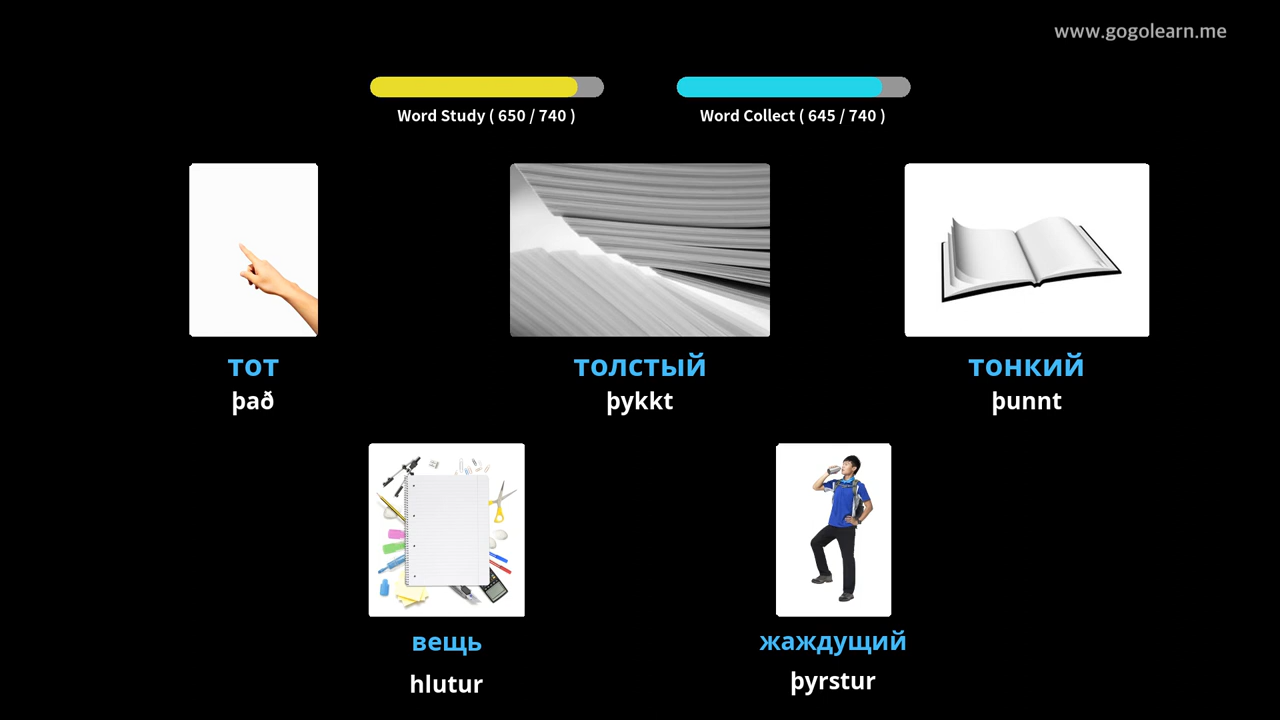 www.gogolearn.me
Word Study ( 650 / 740 )
Word Collect ( 645 / 740 )
тот
толстый
тонкий
það
þykkt
þunnt
вещь
жаждущий
hlutur
þyrstur